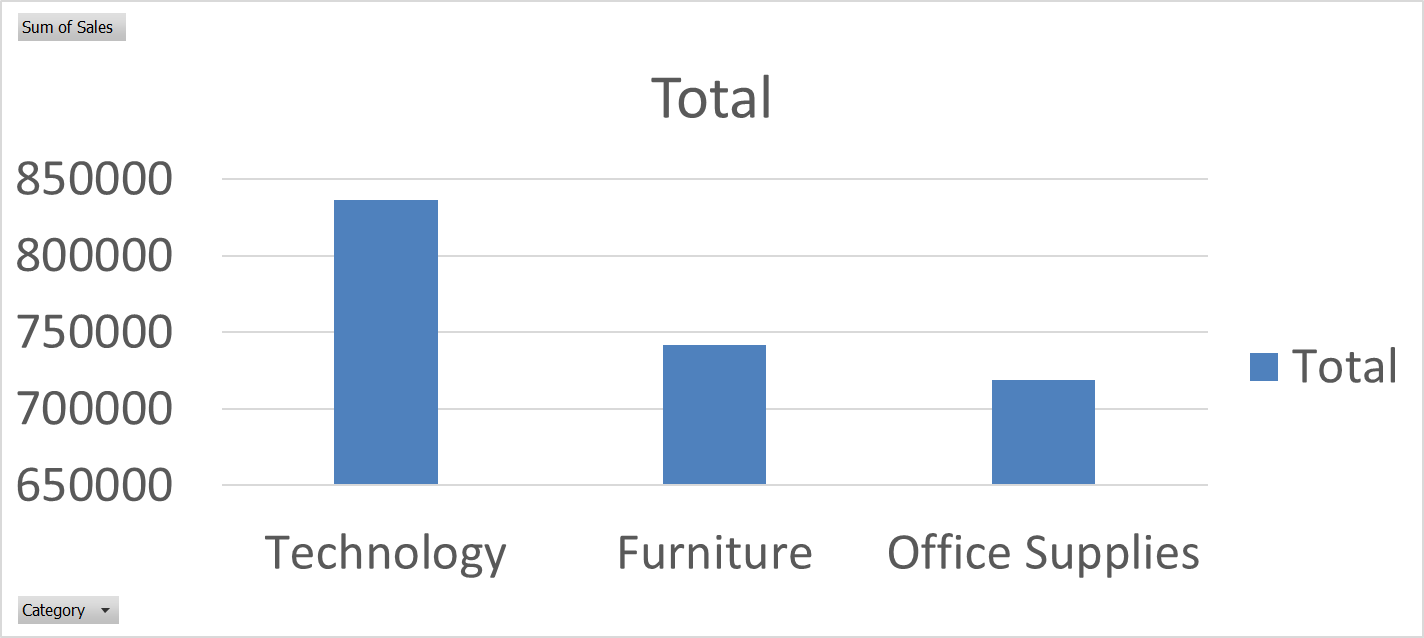 Sum of Sales
Total
850000
800000
750000
700000
650000
Total
Technology Furniture Office Supplies
Category